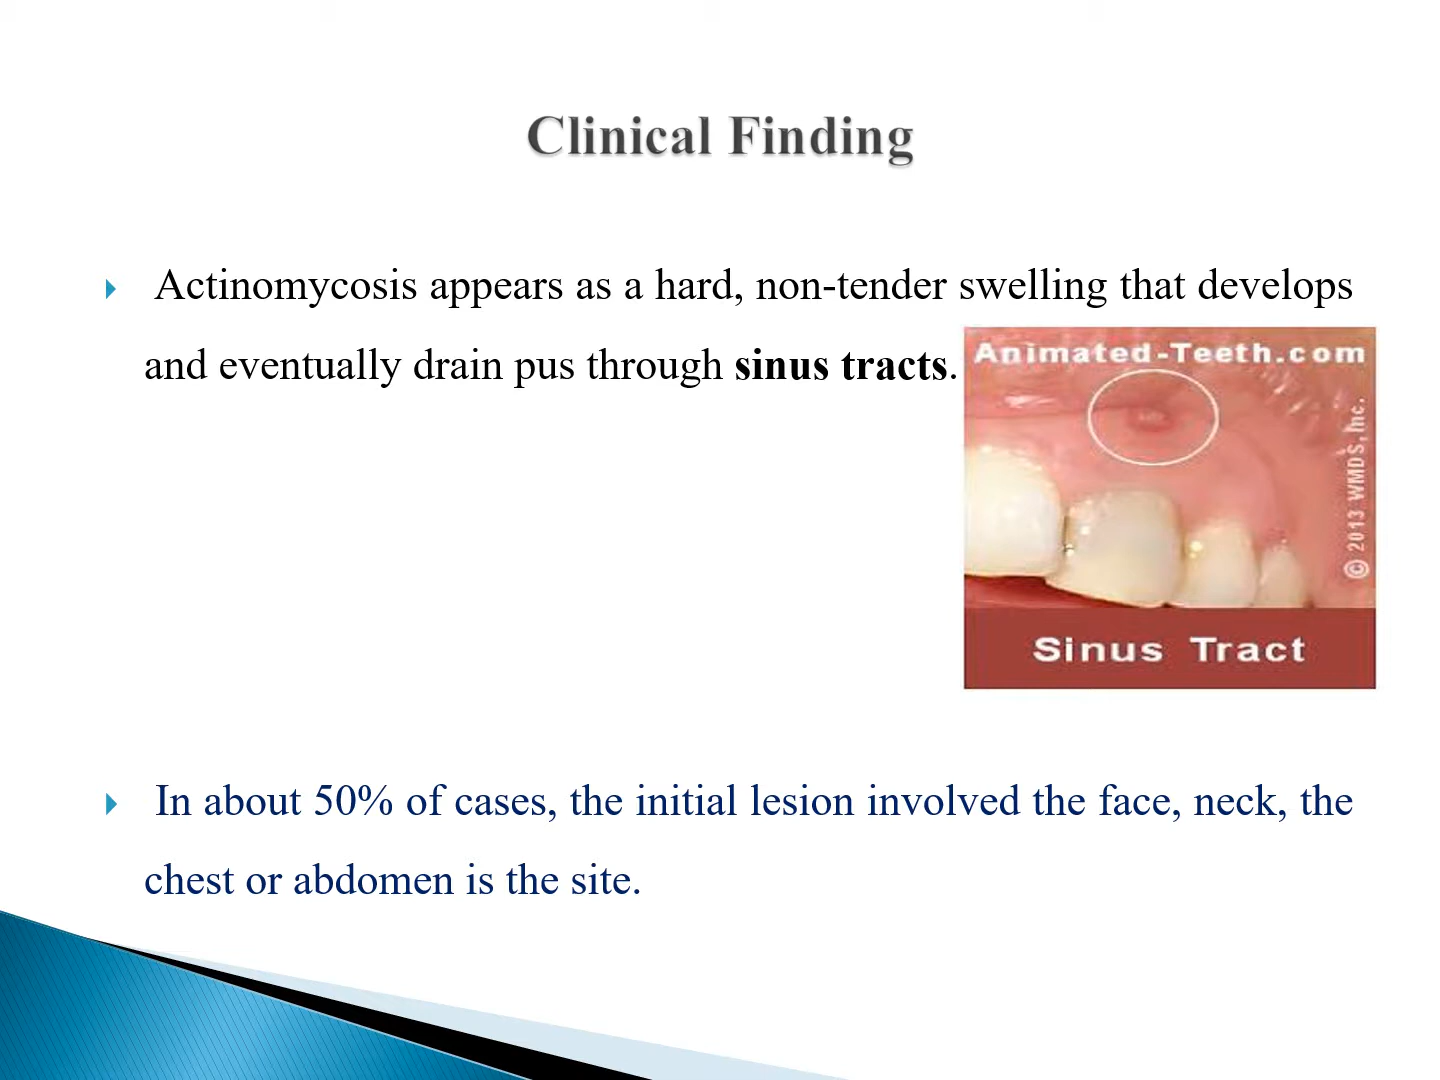 Clinical Finding
Actinomycosis appears as a hard, non-tender swelling that develops
and eventually drain pus through sinus tracts.
Animated-Teeth.com
© 2013 WMDS, Inc.
Sinus Tract
In about 50% of cases, the initial lesion involved the face, neck, the
chest or abdomen is the site.